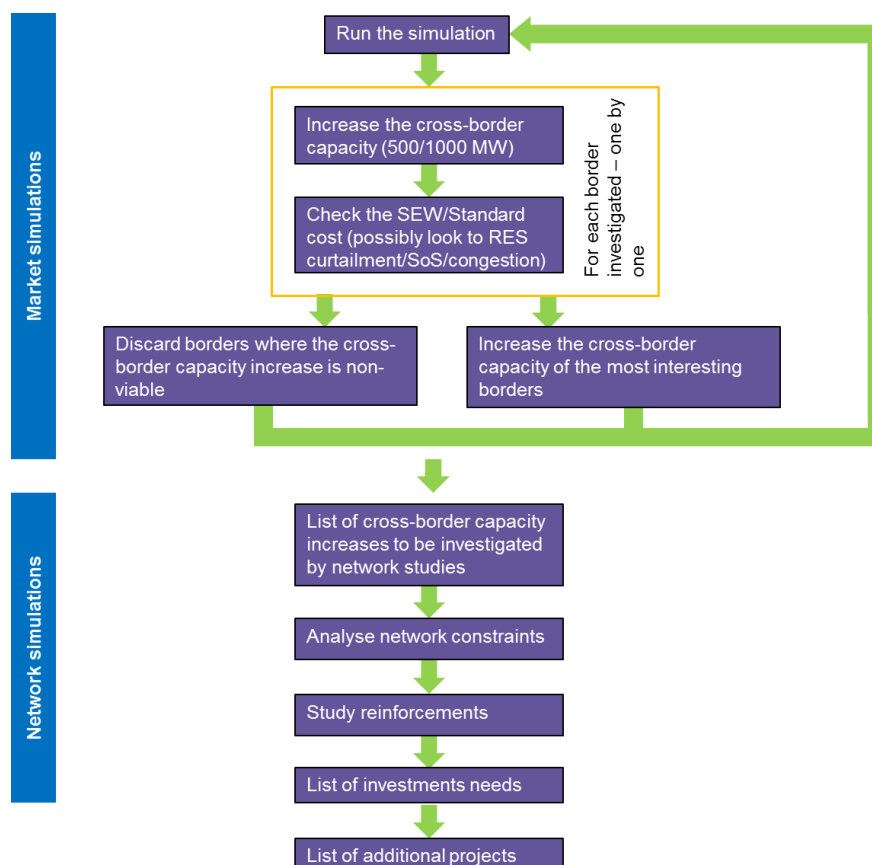 Market simulations
Run the simulation
Increase the cross-border
capacity (500/1000 MW)
Check the SEW/Standard
cost (possibly look to RES
curtailment/SoS/congestion)
For each border
investigated – one by
one
Discard borders where the cross-
border capacity increase is non-
viable
Increase the cross-border
capacity of the most interesting
borders
Network simulations
List of cross-border capacity
increases to be investigated
by network studies
Analyse network constraints
Study reinforcements
List of investments needs
List of additional projects